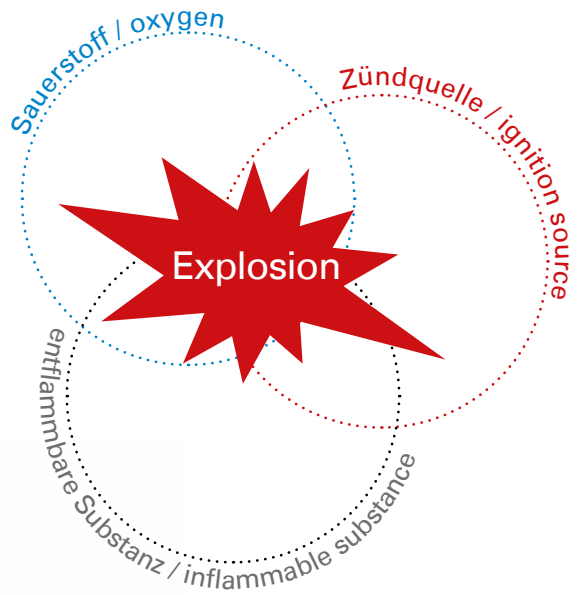 Sauerstoff / oxygen
Zündquelle / ignition source
Explosion
entflammbare Substanz / inflammable substance